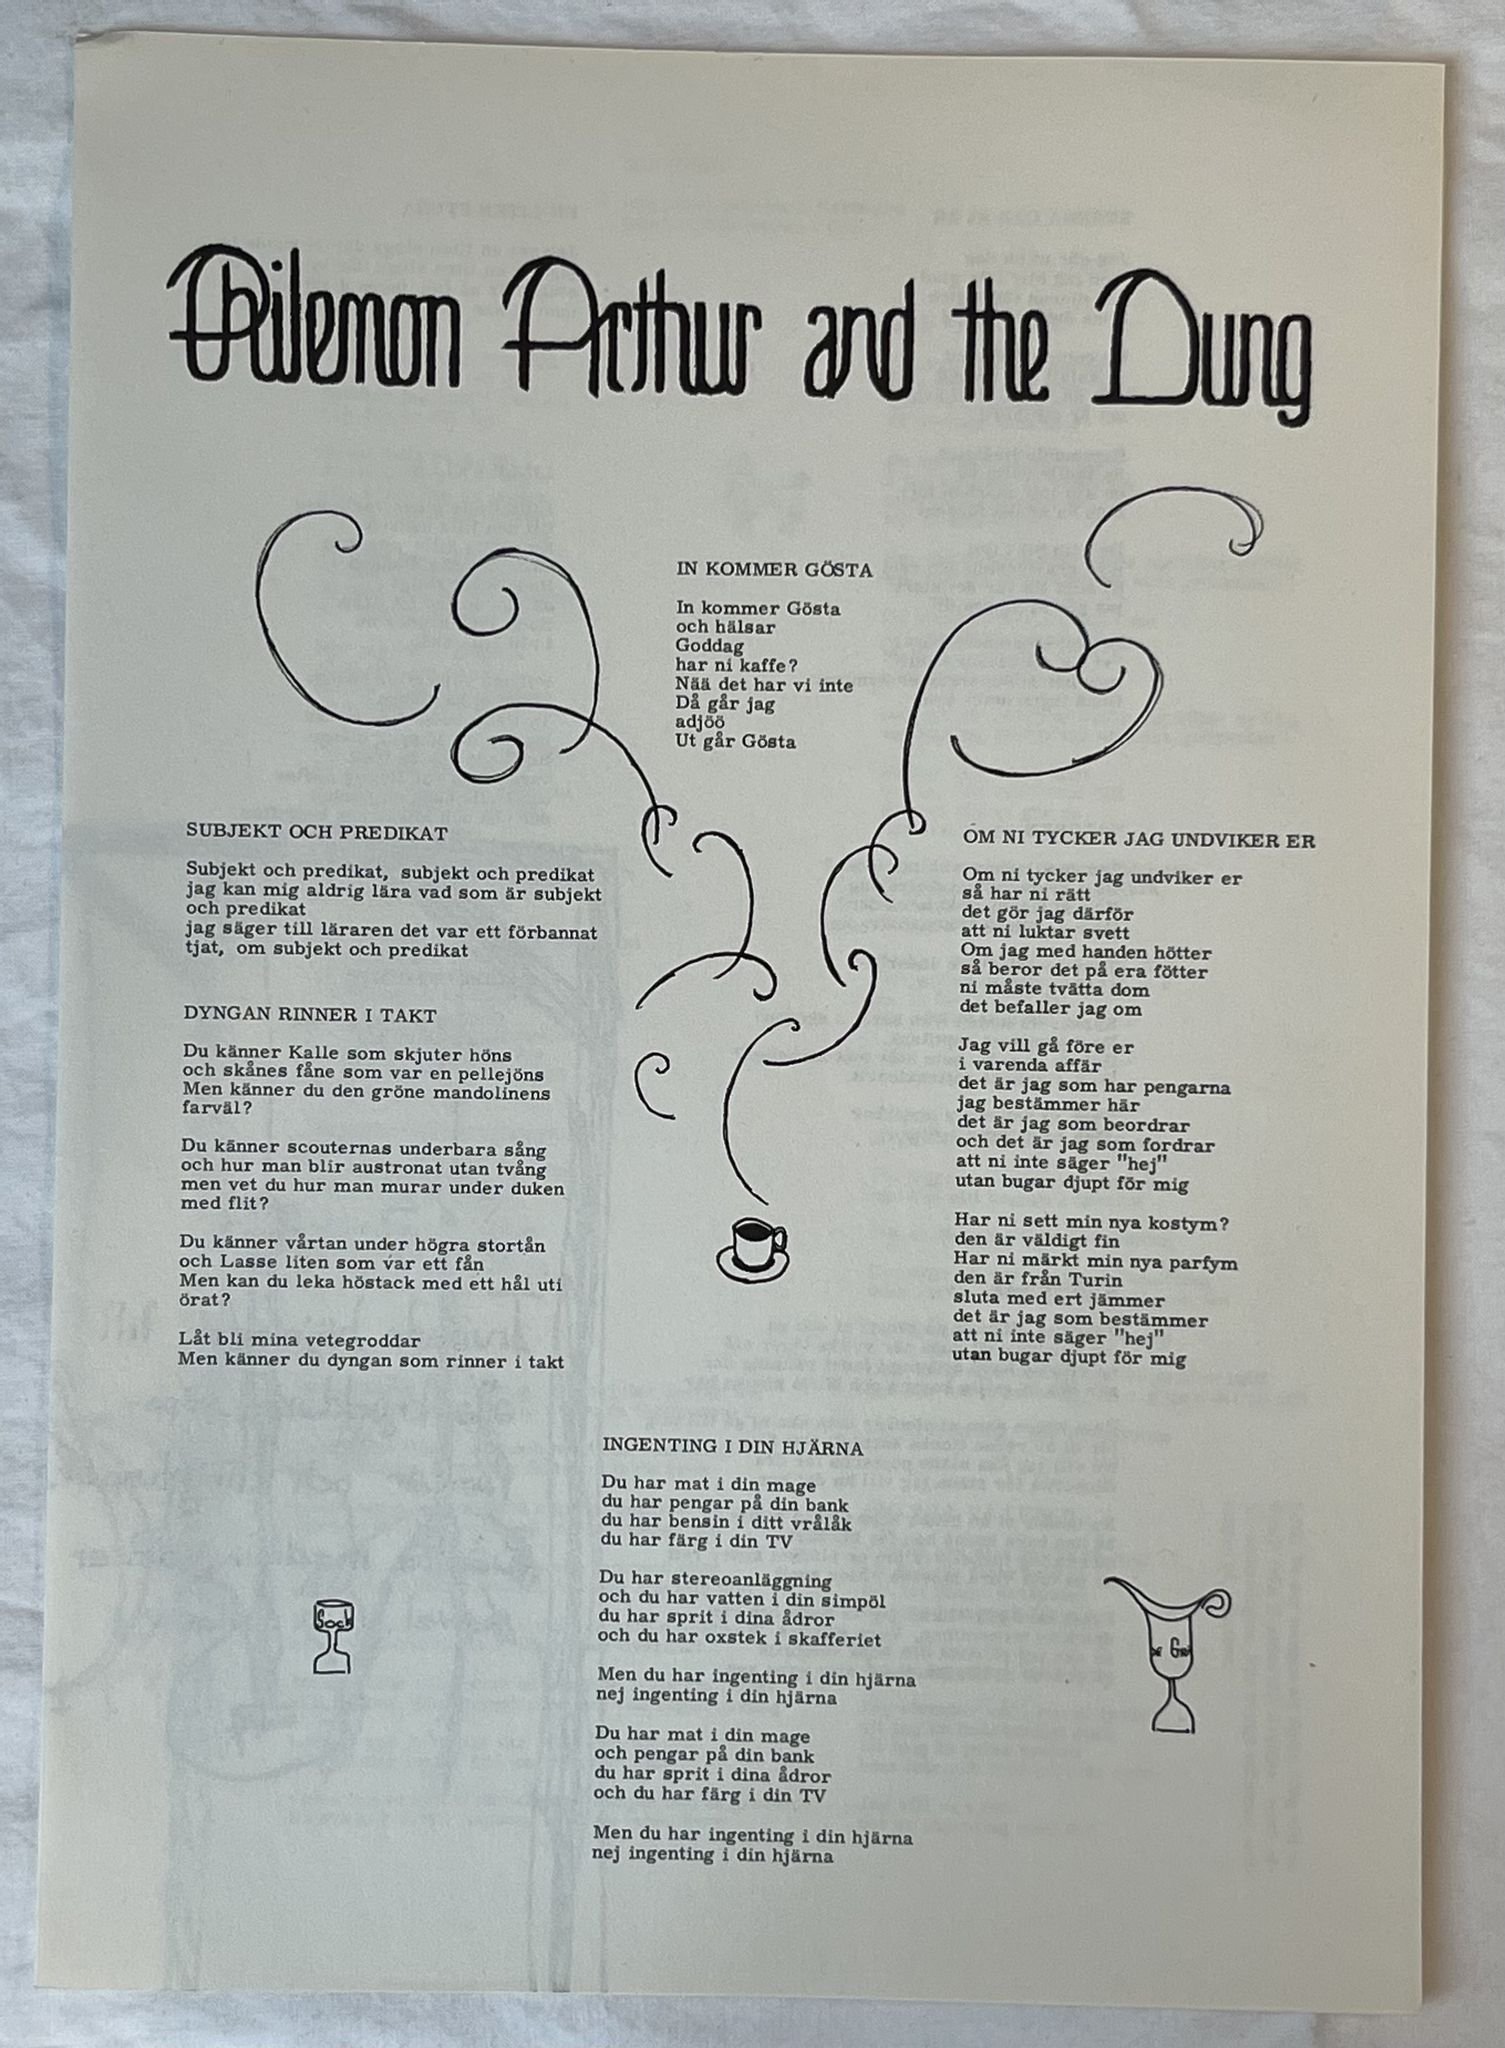 Philemon Arthur and the Dung
IN KOMMER GÖSTA
In kommer Gösta
och hälsar
Goddag
har ni kaffe?
Nää det har vi inte
Då går jag
adjöö
Ut går Gösta
SUBJEKT OCH PREDIKAT
Subjekt och predikat, subjekt och predikat
jag kan mig aldrig lära vad som är subjekt
och predikat
jag säger till läraren det var ett förbannat
tjat, om subjekt och predikat
DYNGAN RINNER I TAKT
Du känner Kalle som skjuter höns
och skånes fåne som var en pellejöns
Men känner du den gröne mandolinens
farväl?
Du känner scouternas underbara sång
och hur man blir austronat utan tvång
men vet du hur man murar under duken
med flit?
Du känner vårtan under högra stortån
och Lasse liten som var ett fån
Men kan du leka höstack med ett hål uti
örat?
Låt bli mina vetegroddar
Men känner du dyngan som rinner i takt
OM NI TYCKER JAG UNDVIKER ER
Om ni tycker jag undviker er
så har ni rätt
det gör jag därför
att ni luktar svett
Om jag med handen hötter
så beror det på era fötter
ni måste tvätta dom
det befaller jag om
Jag vill gå före er
i varenda affär
det är jag som har pengarna
jag bestämmer här
det är jag som beordrar
och det är jag som fordrar
att ni inte säger "hej"
utan bugar djupt för mig
Har ni sett min nya kostym?
den är väldigt fin
Har ni märkt min nya parfym
den är från Turin
sluta med ert jämmer
det är jag som bestämmer
att ni inte säger "hej"
utan bugar djupt för mig
INGENTING I DIN HJÄRNA
Du har mat i din mage
du har pengar på din bank
du har bensin i ditt vrålåk
du har färg i din TV
Du har stereoanläggning
och du har vatten i din simpöl
du har sprit i dina ådror
och du har oxstek i skafferiet
Men du har ingenting i din hjärna
nej ingenting i din hjärna
Du har mat i din mage
och pengar på din bank
du har sprit i dina ådror
och du har färg i din TV
Men du har ingenting i din hjärna
nej ingenting i din hjärna